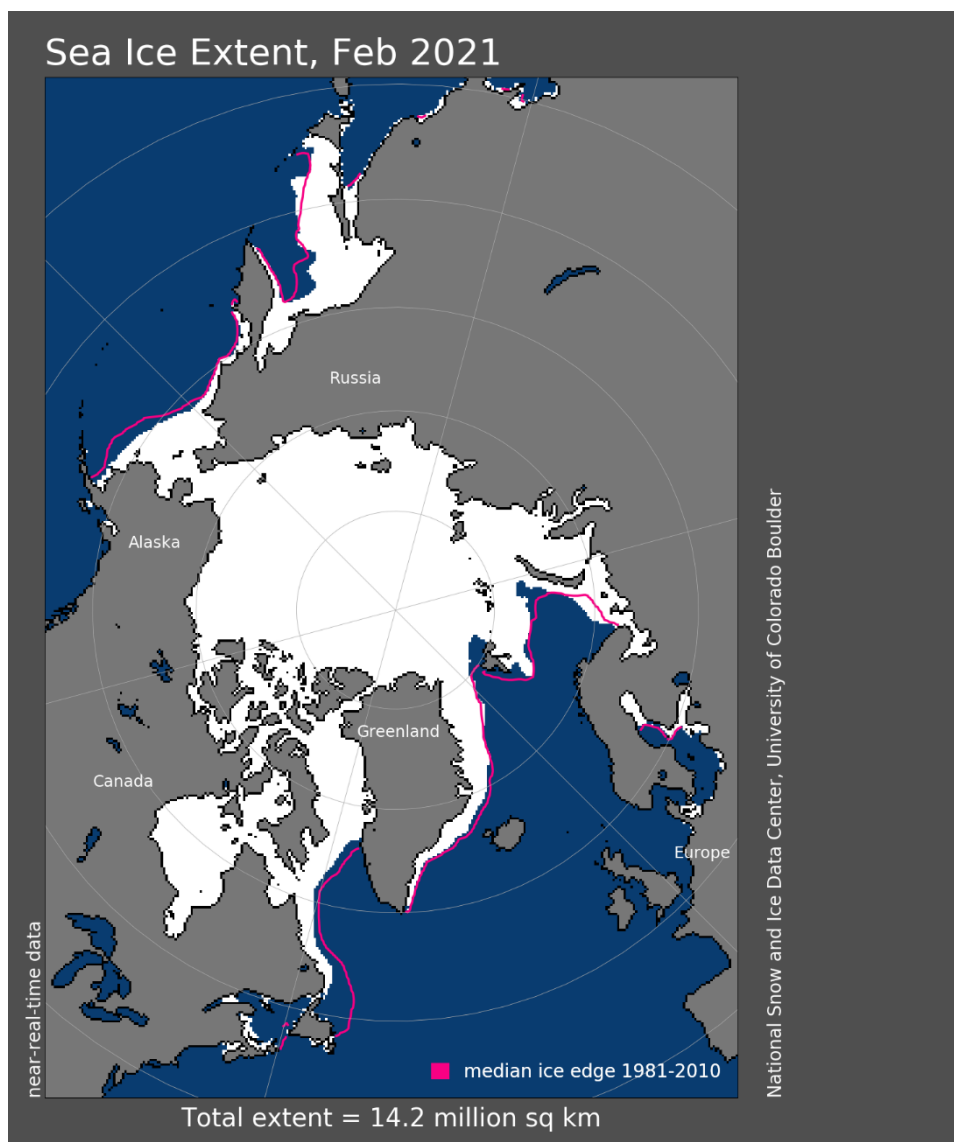 Sea Ice Extent, Feb 2021
Russia
Alaska
Greenland
Canada
Europe
median ice edge 1981-2010
near-real-time data
National Snow and Ice Data Center, University of Colorado Boulder
Total extent = 14.2 million sq km